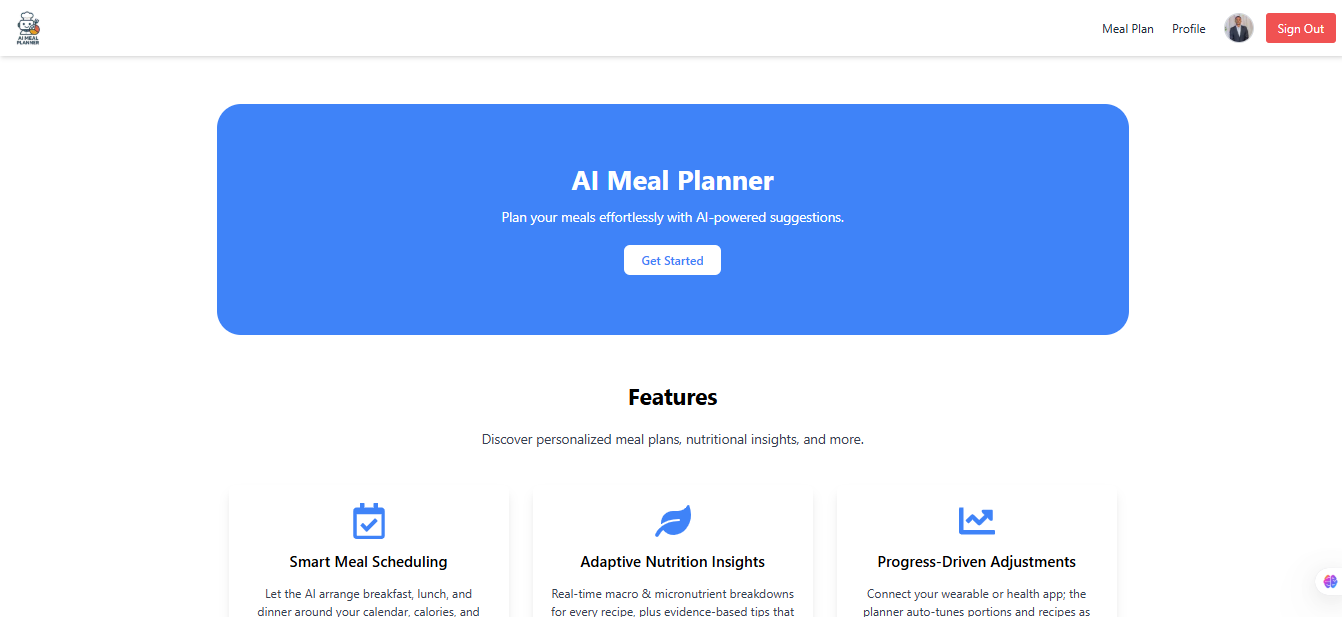 AI MEAL
PLANNER
Meal Plan
Profile
Sign Out
AI Meal Planner
Plan your meals effortlessly with AI-powered suggestions.
Get Started
Features
Discover personalized meal plans, nutritional insights, and more.
Smart Meal Scheduling
Let the AI arrange breakfast, lunch, and
dinner around your calendar, calories, and
Adaptive Nutrition Insights
Real-time macro & micronutrient breakdowns
for every recipe, plus evidence-based tips that
Progress-Driven Adjustments
Connect your wearable or health app; the
planner auto-tunes portions and recipes as